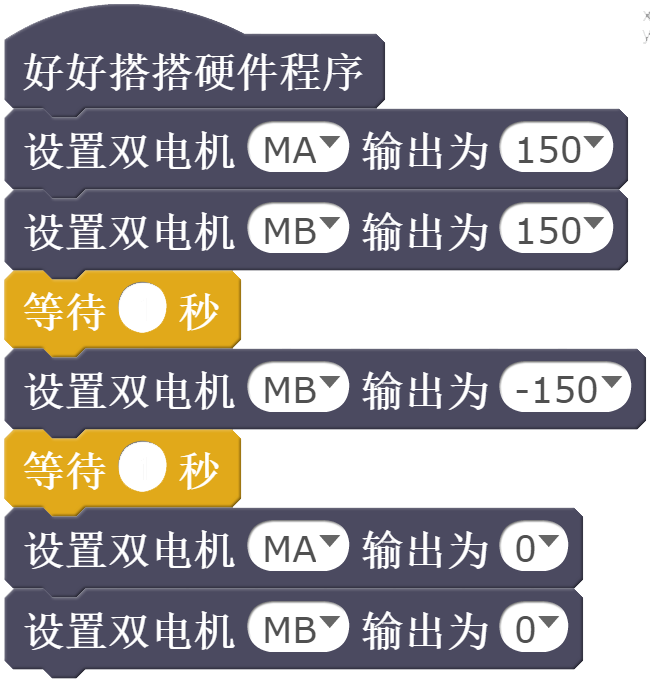 好好搭搭硬件程序
设置双电机 MA 输出为 150
设置双电机 MB 输出为 150
等待 秒
设置双电机 MB 输出为 -150
等待 秒
设置双电机 MA 输出为 0
设置双电机 MB 输出为 0